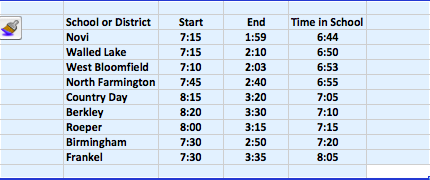 School or District Start End Time in School
Novi 7:15 1:59 6:44
Walled Lake 7:15 2:10 6:50
West Bloomfield 7:10 2:03 6:53
North Farmington 7:45 2:40 6:55
Country Day 8:15 3:20 7:05
Berkley 8:20 3:30 7:10
Roeper 8:00 3:15 7:15
Birmingham 7:30 2:50 7:20
Frankel 7:30 3:35 8:05